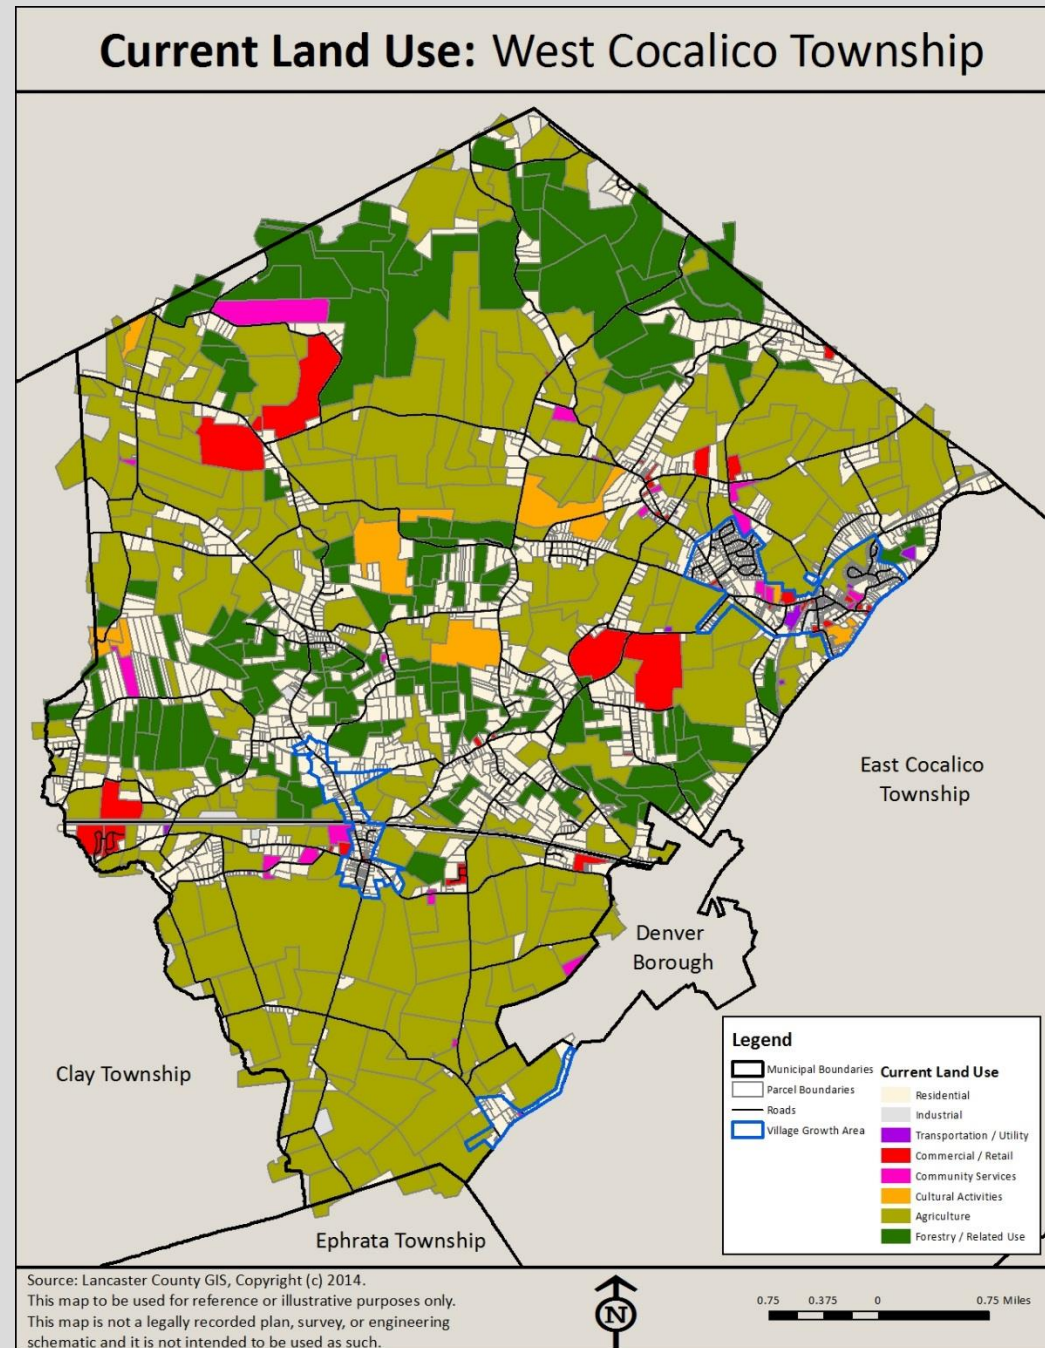 Current Land Use: West Cocalico Township
East Cocalico
Township
Denver
Borough
Clay Township
Ephrata Township
Legend
Municipal Boundaries
Parcel Boundaries
Roads
Village Growth Area
Current Land Use
Residential
Industrial
Transportation / Utility
Commercial / Retail
Community Services
Cultural Activities
Agriculture
Forestry / Related Use
Source: Lancaster County GIS, Copyright (c) 2014.
This map to be used for reference or illustrative purposes only.
This map is not a legally recorded plan, survey, or engineering
schematic and it is not intended to be used as such.
N
0.75 0.375 0 0.75 Miles